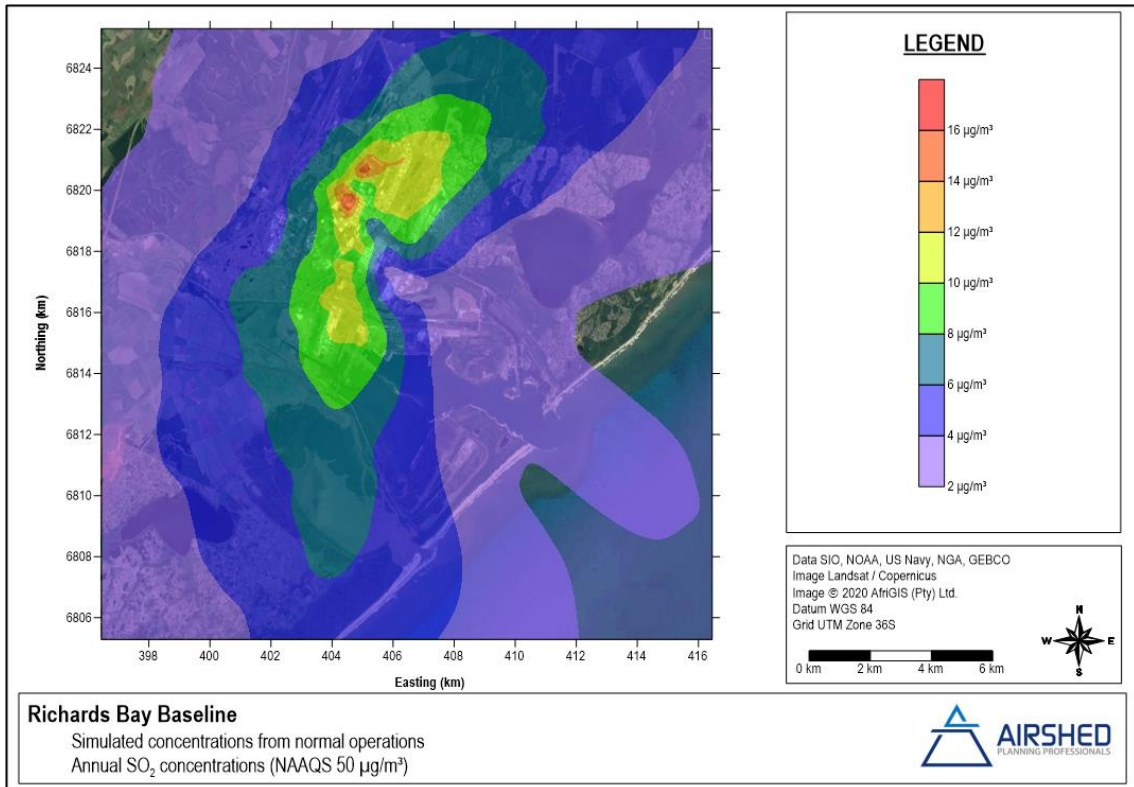 LEGEND
16 µg/m³
14 µg/m³
12 µg/m³
10 µg/m³
8 µg/m³
6 µg/m³
4 µg/m³
2 µg/m³
6824
6822
6820
6818
6816
6814
6812
6810
6808
6806
Northing (km)
398 400 402 404 406 408 410 412 414 416
Easting (km)
Data SIO, NOAA, US Navy, NGA, GEBCO
Image Landsat / Copernicus
Image © 2020 AfriGIS (Pty) Ltd.
Datum WGS 84
Grid UTM Zone 36S
0 km 2 km 4 km 6 km
N
W E
S
Richards Bay Baseline
Simulated concentrations from normal operations
Annual SO₂ concentrations (NAAQS 50 µg/m³)
AIRSHED
PLANNING PROFESSIONALS